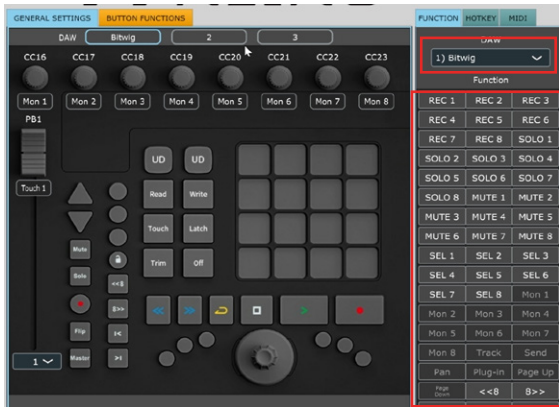 GENERAL SETTINGS BUTTON FUNCTIONS
DAW Bitwig 2 3
CC16 CC17 CC18 CC19 CC20 CC21 CC22 CC23
Mon 1 Mon 2 Mon 3 Mon 4 Mon 5 Mon 6 Mon 7 Mon 8
PB1
UD UD
Touch 1
Read Write
Touch Latch
Mute
Trim Off
Solo
<<8
8>>
Flip I<
1 Master >I
FUNCTION HOTKEY MIDI
DAW
1) Bitwig
Function
REC 1 REC 2 REC 3
REC 4 REC 5 REC 6
REC 7 REC 8 SOLO 1
SOLO 2 SOLO 3 SOLO 4
SOLO 5 SOLO 6 SOLO 7
SOLO 8 MUTE 1 MUTE 2
MUTE 3 MUTE 4 MUTE 5
MUTE 6 MUTE 7 MUTE 8
SEL 1 SEL 2 SEL 3
SEL 4 SEL 5 SEL 6
SEL 7 SEL 8 Mon 1
Mon 2 Mon 3 Mon 4
Mon 5 Mon 6 Mon 7
Mon 8 Track Send
Pan Plug-in Page Up
Page Down <<8 8>>